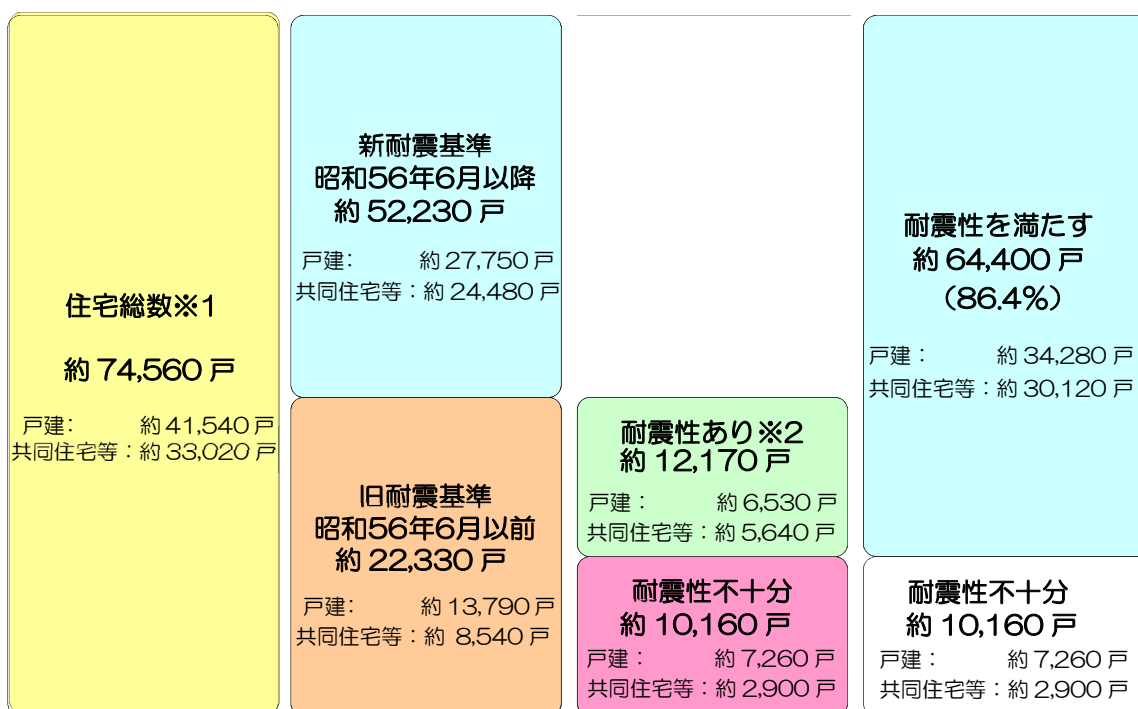 住宅総数※1
約 74,560 戸
戸建: 約 41,540 戸
共同住宅等：約 33,020 戸
新耐震基準
昭和56年6月以降
約 52,230 戸
戸建: 約 27,750 戸
共同住宅等：約 24,480 戸
旧耐震基準
昭和56年6月以前
約 22,330 戸
戸建: 約 13,790 戸
共同住宅等：約 8,540 戸
耐震性あり※2
約 12,170 戸
戸建： 約 6,530 戸
共同住宅等：約 5,640 戸
耐震性不十分
約 10,160 戸
戸建： 約 7,260 戸
共同住宅等：約 2,900 戸
耐震性を満たす
約 64,400 戸
（86.4%）
戸建： 約 34,280 戸
共同住宅等：約 30,120 戸
耐震性不十分
約 10,160 戸
戸建： 約 7,260 戸
共同住宅等：約 2,900 戸